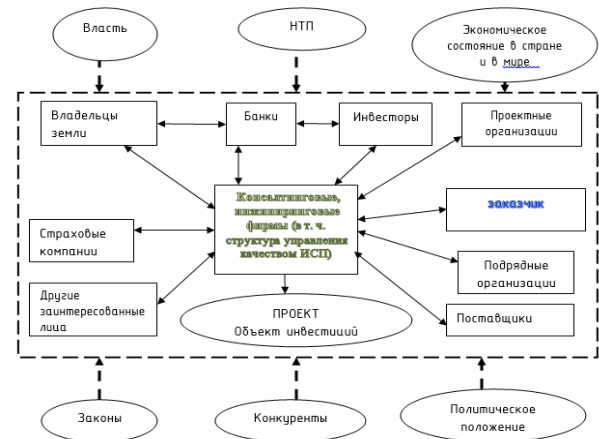 Власть
НТП
Экономическое
состояние в стране
и в мире
Владельцы
земли
Банки
Инвесторы
Проектные
организации
Консалтинговые,
инжиниринговые
фирмы (в т. ч.
структура управления
качеством ИСП)
заказчик
Страховые
компании
Подрядные
организации
Другие
заинтересованные
лица
ПРОЕКТ
Объект инвестиций
Поставщики
Законы
Конкуренты
Политическое
положение